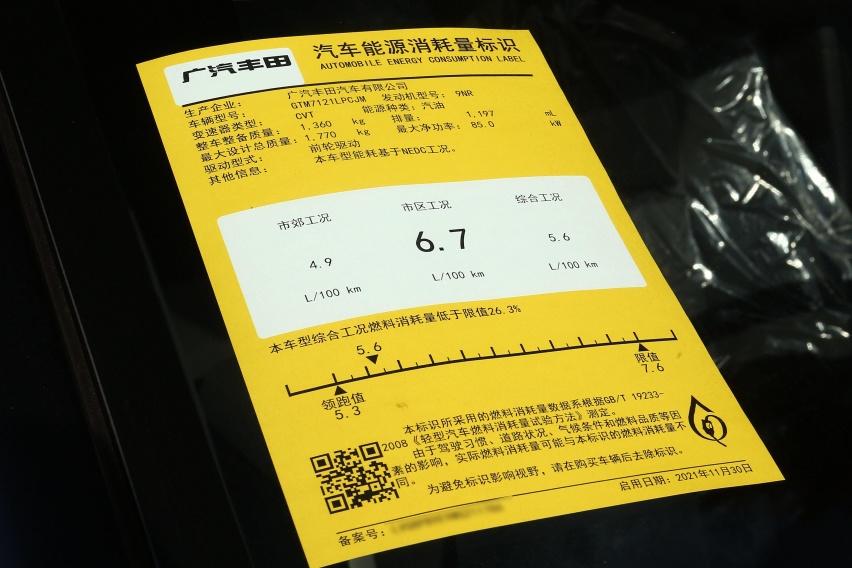 广汽丰田
汽车能源消耗量标识
AUTOMOBILE ENERGY CONSUMPTION LABEL
生产企业: 广汽丰田汽车有限公司
车辆型号: GTM7121LPCJM 发动机型号: 9NR
变速器类型: CVT 能源种类: 汽油
整车整备质量: 1,360 kg 排量: 1,197 mL
最大设计总质量: 1,770 kg 最大净功率: 85.0 kW
驱动型式: 前轮驱动
其他信息: 本车型能耗基于NEDC工况。
市郊工况 市区工况 综合工况
4.9 6.7 5.6
L/100 km L/100 km L/100 km
本车型综合工况燃料消耗量低于限值26.3%
5.6
领跑值 限值
5.3 7.6
本标识所采用的燃料消耗量数据系根据GB/T 19233-
2008《轻型汽车燃料消耗量试验方法》测定。
由于驾驶习惯、道路状况、气候条件和燃料品质等因
素的影响, 实际燃料消耗量可能与本标识的燃料消耗量不
同。
为避免标识影响视野, 请在购买车辆后去除标识。
备案号: 启用日期: 2021年11月30日